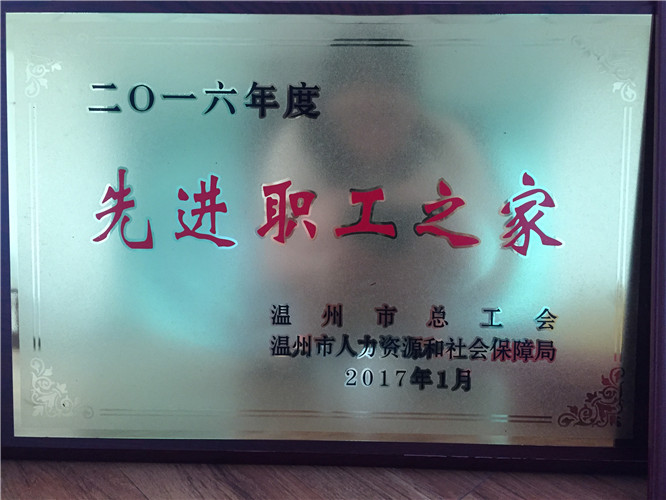 二〇一六年度
先进职工之家
温州市总工会
温州市人力资源和社会保障局
2017年1月